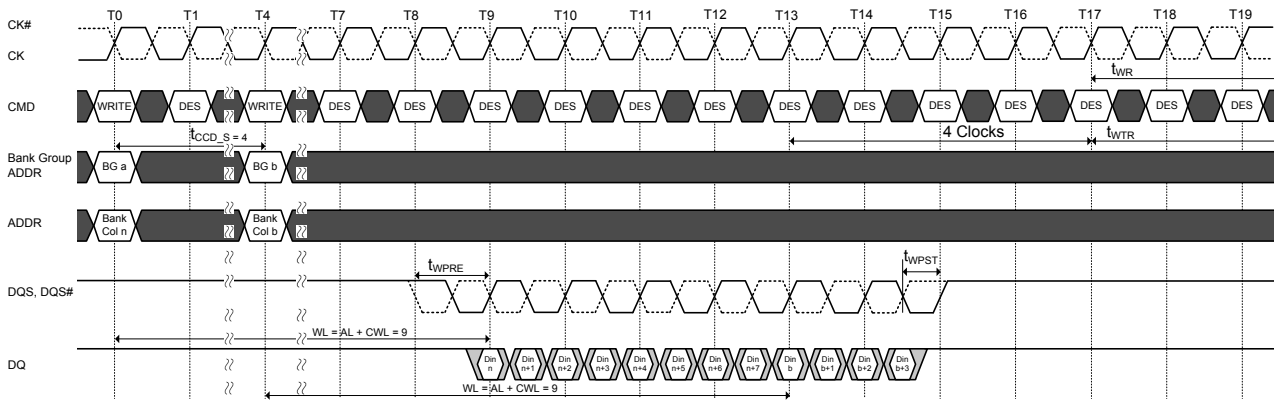 T0 T1 T4 T7 T8 T9 T10 T11 T12 T13 T14 T15 T16 T17 T18 T19
CK#
CK
tWR
CMD WRITE DES WRITE DES DES DES DES DES DES DES DES DES DES DES DES DES
tCCD_S = 4
4 Clocks
tWTR
Bank Group
ADDR
BG a BG b
ADDR
Bank
Col n
Bank
Col b
tWPRE
tWPST
DQS, DQS#
WL = AL + CWL = 9
DQ
Din
n
Din
n+1
Din
n+2
Din
n+3
Din
n+4
Din
n+5
Din
n+6
Din
n+7
Din
b
Din
b+1
Din
b+2
Din
b+3
WL = AL + CWL = 9